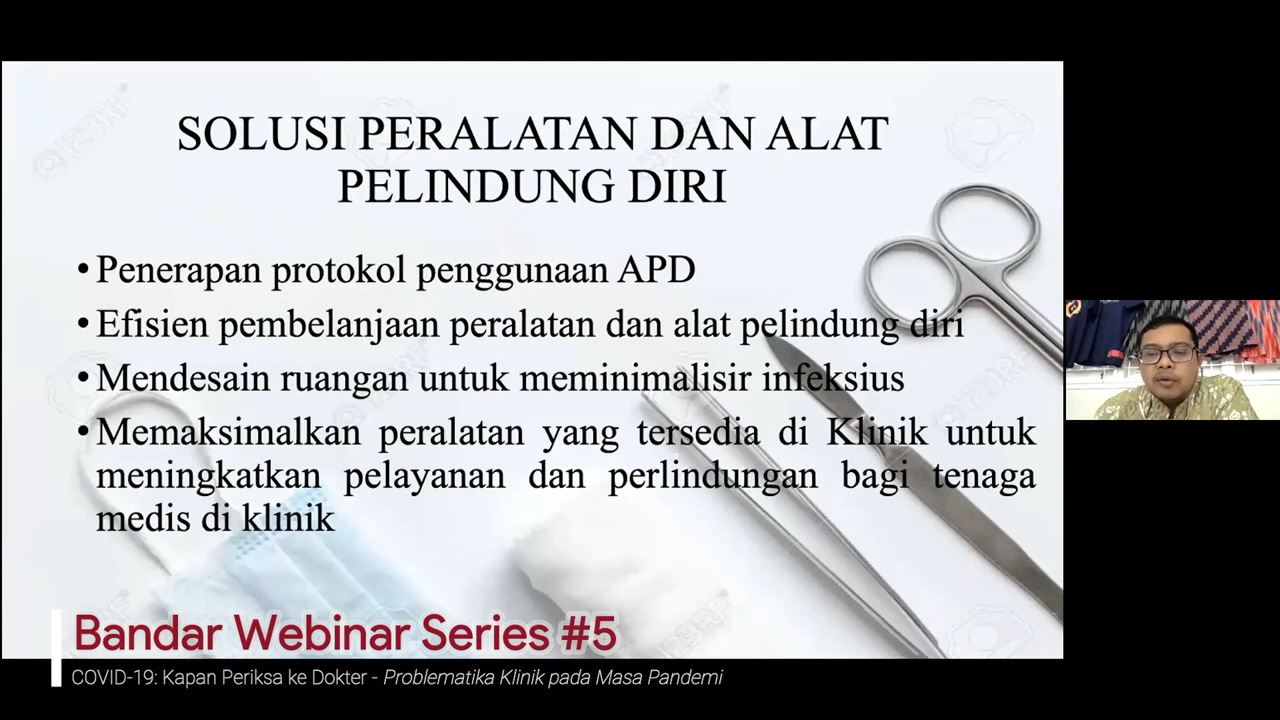 SOLUSI PERALATAN DAN ALAT
PELINDUNG DIRI
• Penerapan protokol penggunaan APD
• Efisien pembelanjaan peralatan dan alat pelindung diri
• Mendesain ruangan untuk meminimalisir infeksius
• Memaksimalkan peralatan yang tersedia di Klinik untuk
meningkatkan pelayanan dan perlindungan bagi tenaga
medis di klinik
Bandar Webinar Series #5
COVID-19: Kapan Periksa ke Dokter - Problematika Klinik pada Masa Pandemi